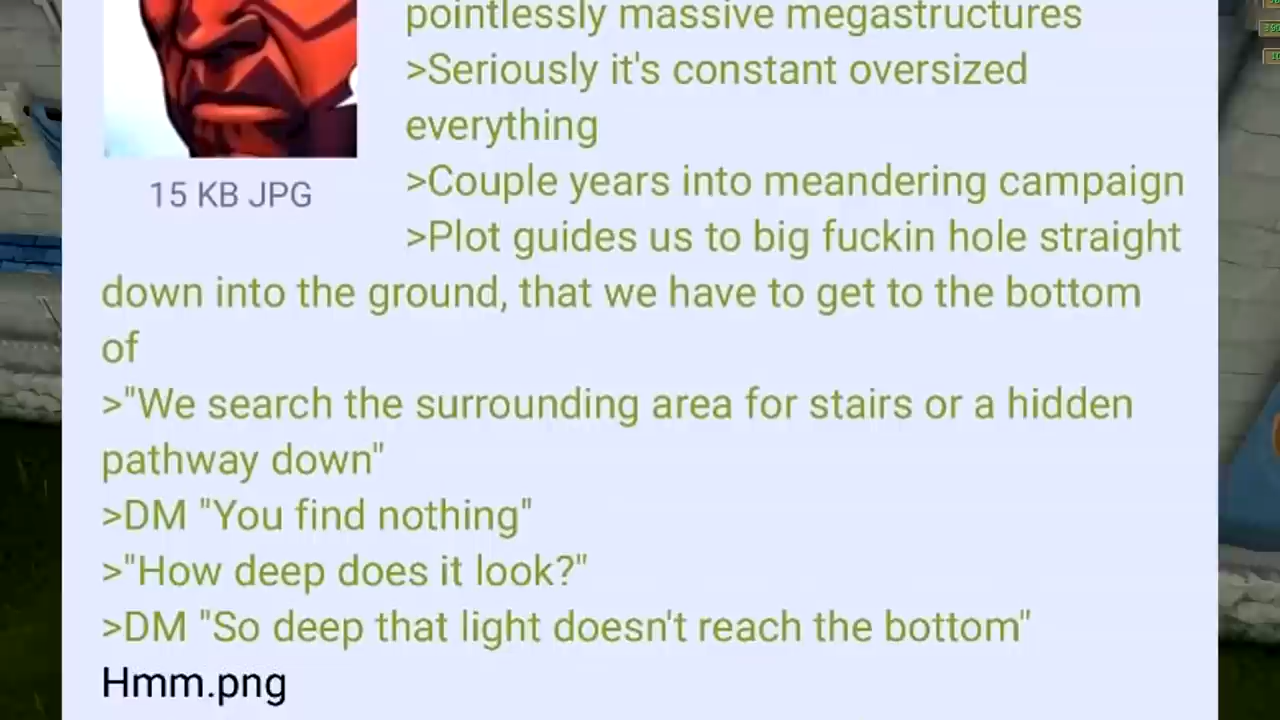 pointlessly massive megastructures
>Seriously it's constant oversized
everything
15 KB JPG
>Couple years into meandering campaign
>Plot guides us to big fuckin hole straight
down into the ground, that we have to get to the bottom
of
>"We search the surrounding area for stairs or a hidden
pathway down"
>DM "You find nothing"
>"How deep does it look?"
>DM "So deep that light doesn't reach the bottom"
Hmm.png